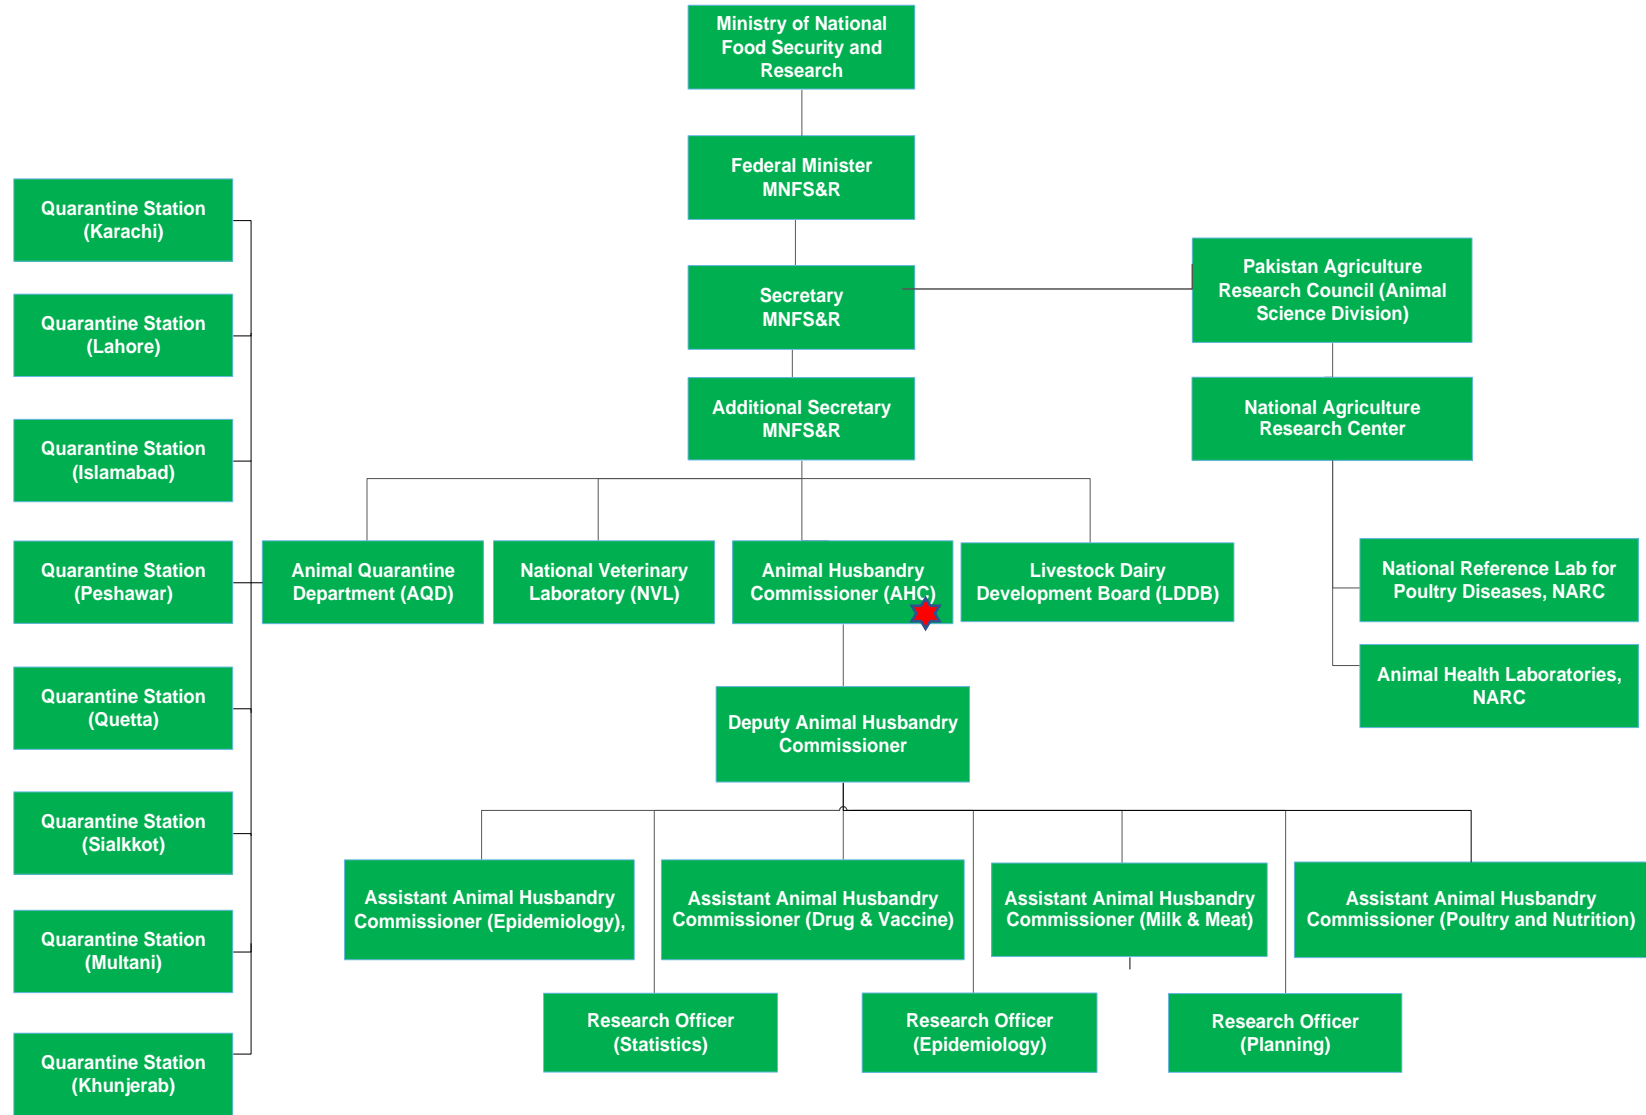 Ministry of National
Food Security and
Research
Federal Minister
MNFS&R
Quarantine Station
(Karachi)
Secretary
MNFS&R
Pakistan Agriculture
Research Council (Animal
Science Division)
Quarantine Station
(Lahore)
Additional Secretary
MNFS&R
National Agriculture
Research Center
Quarantine Station
(Islamabad)
Quarantine Station
(Peshawar)
Animal Quarantine
Department (AQD)
National Veterinary
Laboratory (NVL)
Animal Husbandry
Commissioner (AHC)
Livestock Dairy
Development Board (LDDB)
National Reference Lab for
Poultry Diseases, NARC
Animal Health Laboratories,
NARC
Quarantine Station
(Quetta)
Deputy Animal Husbandry
Commissioner
Quarantine Station
(Sialkkot)
Assistant Animal Husbandry
Commissioner (Epidemiology),
Assistant Animal Husbandry
Commissioner (Drug & Vaccine)
Assistant Animal Husbandry
Commissioner (Milk & Meat)
Assistant Animal Husbandry
Commissioner (Poultry and Nutrition)
Quarantine Station
(Multani)
Research Officer
(Statistics)
Research Officer
(Epidemiology)
Research Officer
(Planning)
Quarantine Station
(Khunjerab)